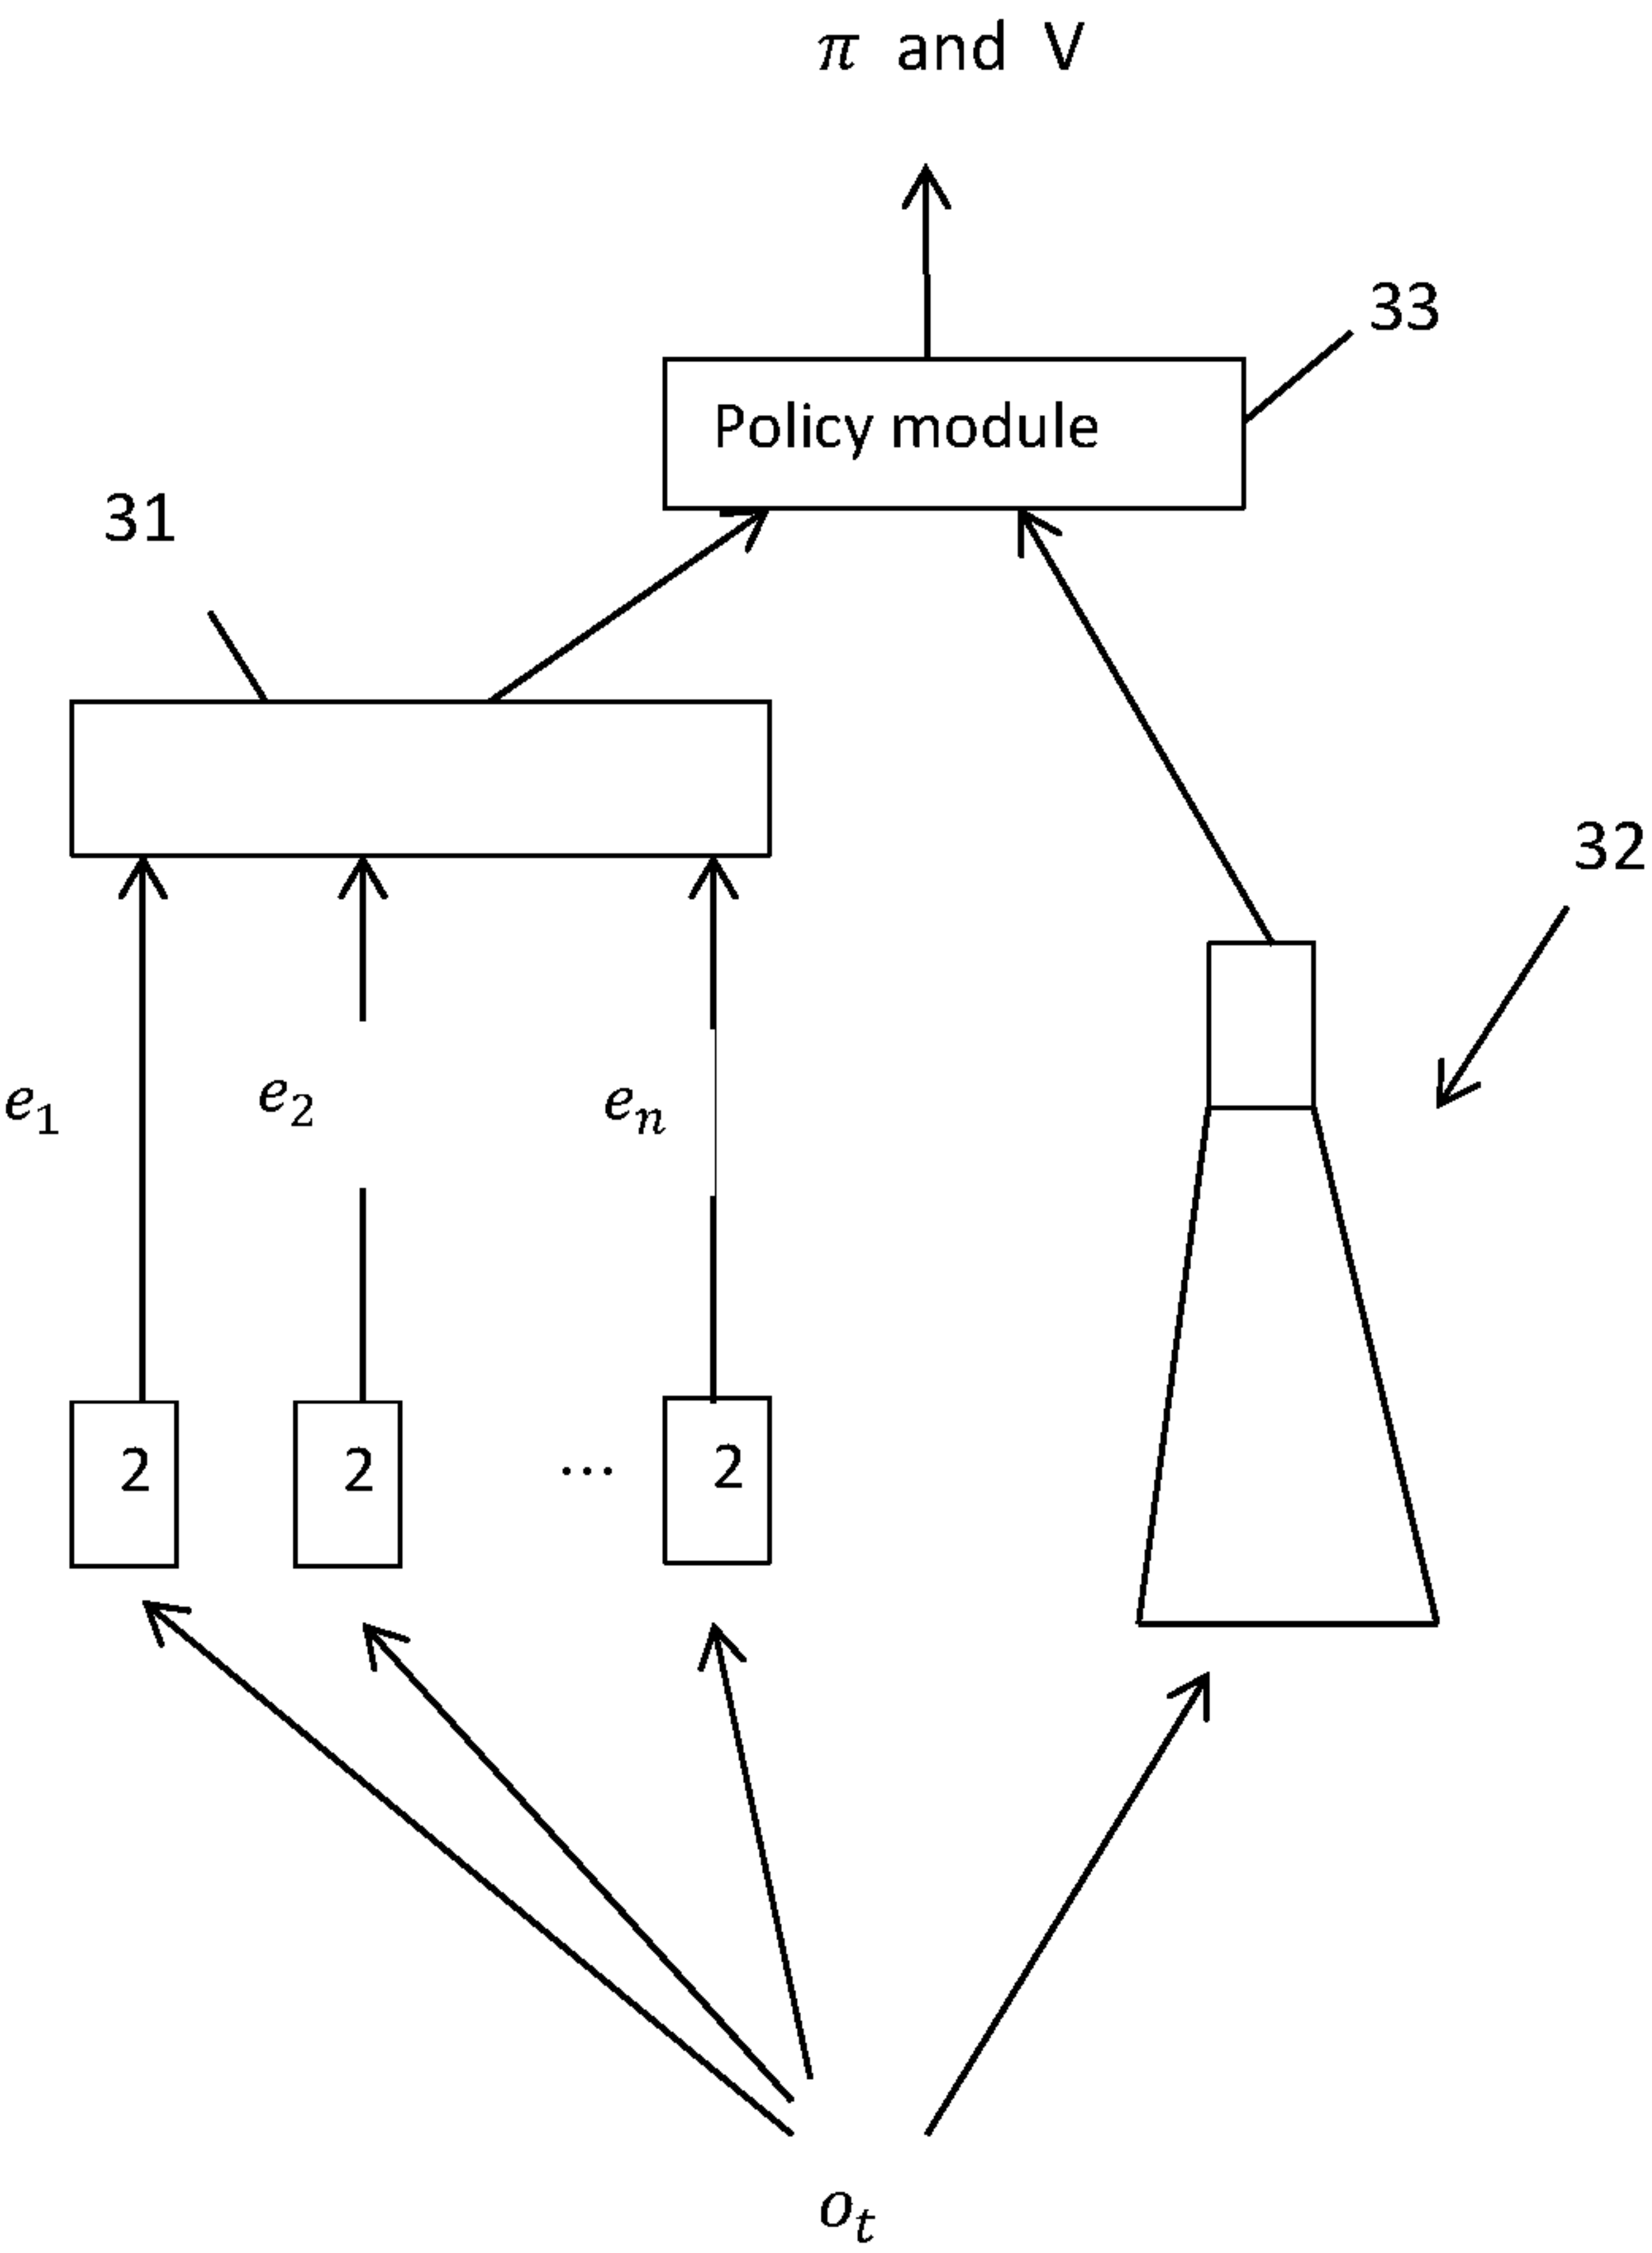 π and V
33
Policy module
31
32
e₁ e₂ eₙ
2 2 ... 2
oₜ